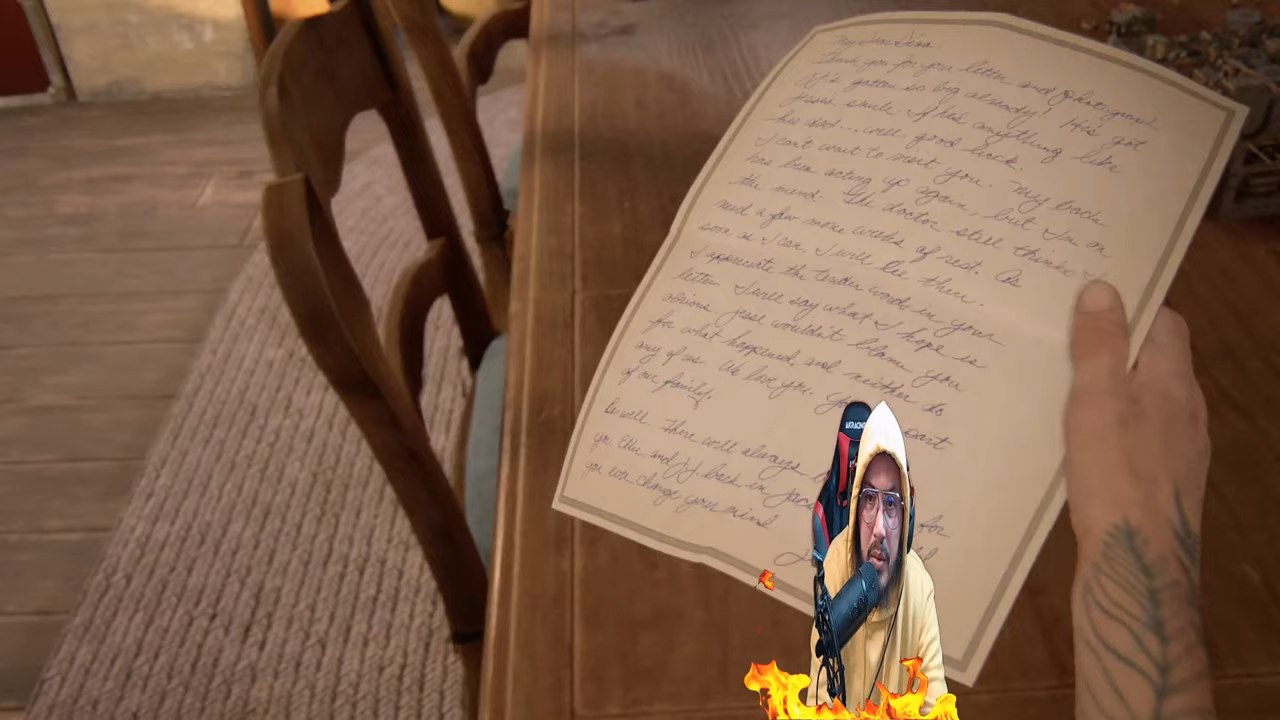 My Dear Dina.
Thank you for your letter and photograph.
JJ's gotten so big already! He's got
Jesse's smile. If he's anything like
his dad... well good luck.
I can't wait to visit you. My back
has been acting up again, but I'm on
the mend. The doctor still thinks I
need a few more weeks of rest. As
soon as I can, I will be there.
I appreciate the tender words in your
letter. I will say what I hope is
obvious. Jesse wouldn't blame you
for what happened, and neither do
any of us. We love you. part
of our family.
Be well. There will always for
you, Ellie, and J.J. back in
you ever change your mind
AKRACING